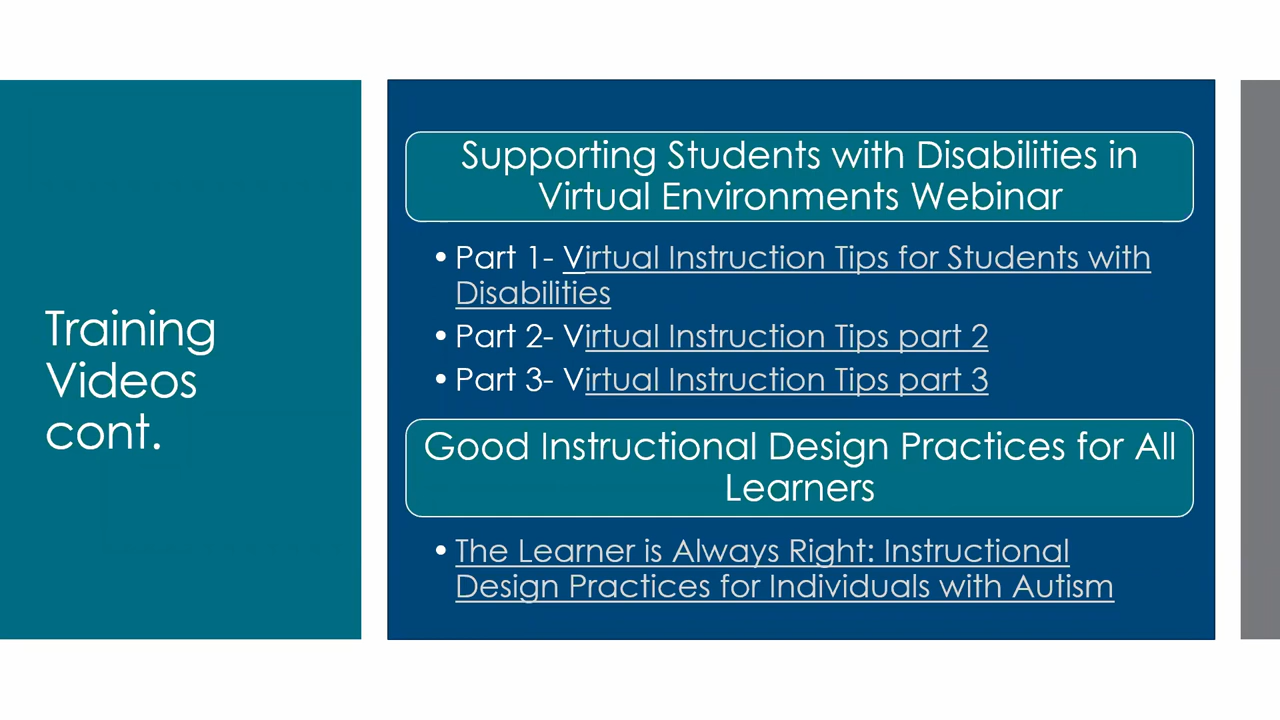 Training
Videos
cont.
Supporting Students with Disabilities in
Virtual Environments Webinar
• Part 1- Virtual Instruction Tips for Students with
Disabilities
• Part 2- Virtual Instruction Tips part 2
• Part 3- Virtual Instruction Tips part 3
Good Instructional Design Practices for All
Learners
• The Learner is Always Right: Instructional
Design Practices for Individuals with Autism